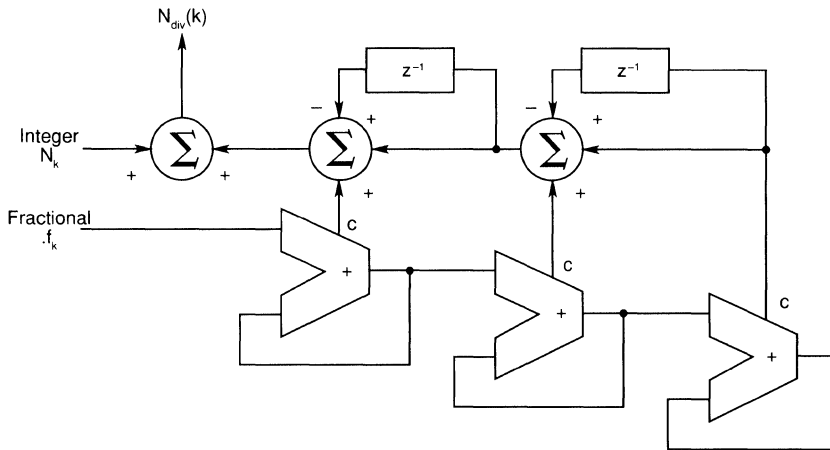 N_div(k)
z⁻¹
z⁻¹
−
+
−
+
Integer
N_k
Σ
Σ
Σ
+
+
+
+
Fractional
.f_k
c
c
c
+
+
+